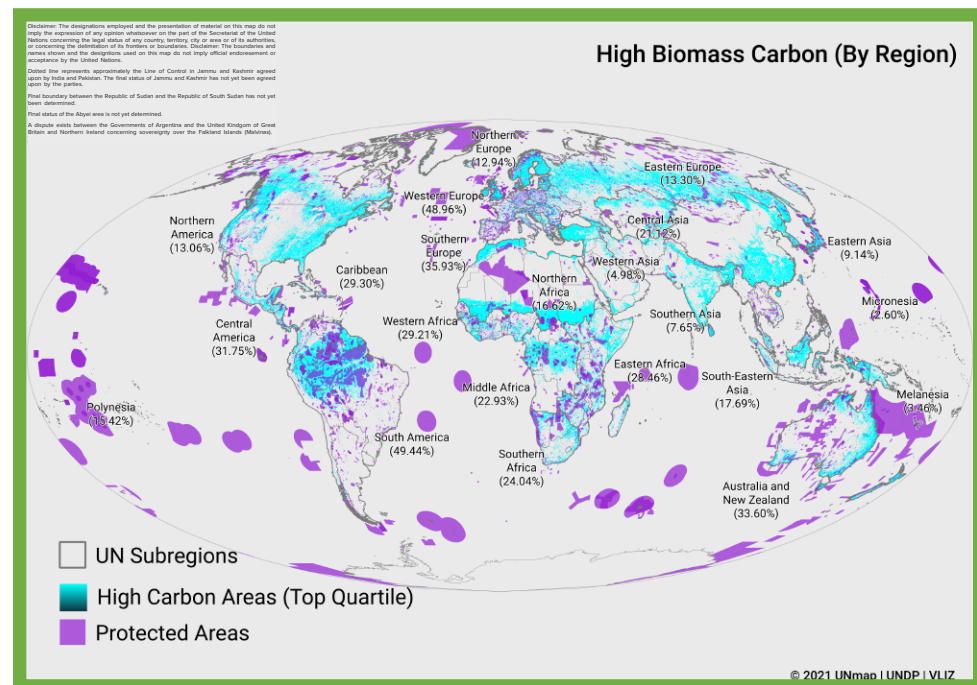 Disclaimer: The designations employed and the presentation of material on this map do not
imply the expression of any opinion whatsoever on the part of the Secretariat of the United
Nations concerning the legal status of any country, territory, city or area or of its authorities,
or concerning the delimitation of its frontiers or boundaries. Disclaimer: The boundaries and
names shown and the designtions used on this map do not imply official endorsement or
acceptance by the United Nations.
Dotted line represents approximately the Line of Control in Jammu and Kashmir agreed
upon by India and Pakistan. The final status of Jammu and Kashmir has not yet been agreed
upon by the parties.
Final boundary between the Republic of Sudan and the Republic of South Sudan has not yet
been determined.
Final status of the Abyei area is not yet determined.
A dispute exists between the Governments of Argentina and the United Kindgom of Great
Britain and Northern Ireland concerning sovereignty over the Falkland Islands (Malvinas).
High Biomass Carbon (By Region)
Northern
Europe
(12.94%)
Eastern Europe
(13.30%)
Western Europe
(48.96%)
Northern
America
(13.06%)
Central Asia
(21.12%)
Southern
Europe
(35.93%)
Eastern Asia
(9.14%)
Western Asia
(4.98%)
Caribbean
(29.30%)
Northern
Africa
(16.62%)
Micronesia
(2.60%)
Southern Asia
(7.65%)
Central
America
(31.75%)
Western Africa
(29.21%)
Eastern Africa
(28.46%)
South-Eastern
Asia
(17.69%)
Middle Africa
(22.93%)
Melanesia
(3.46%)
Polynesia
(15.42%)
South America
(49.44%)
Southern
Africa
(24.04%)
Australia and
New Zealand
(33.60%)
UN Subregions
High Carbon Areas (Top Quartile)
Protected Areas
© 2021 UNmap | UNDP | VLIZ